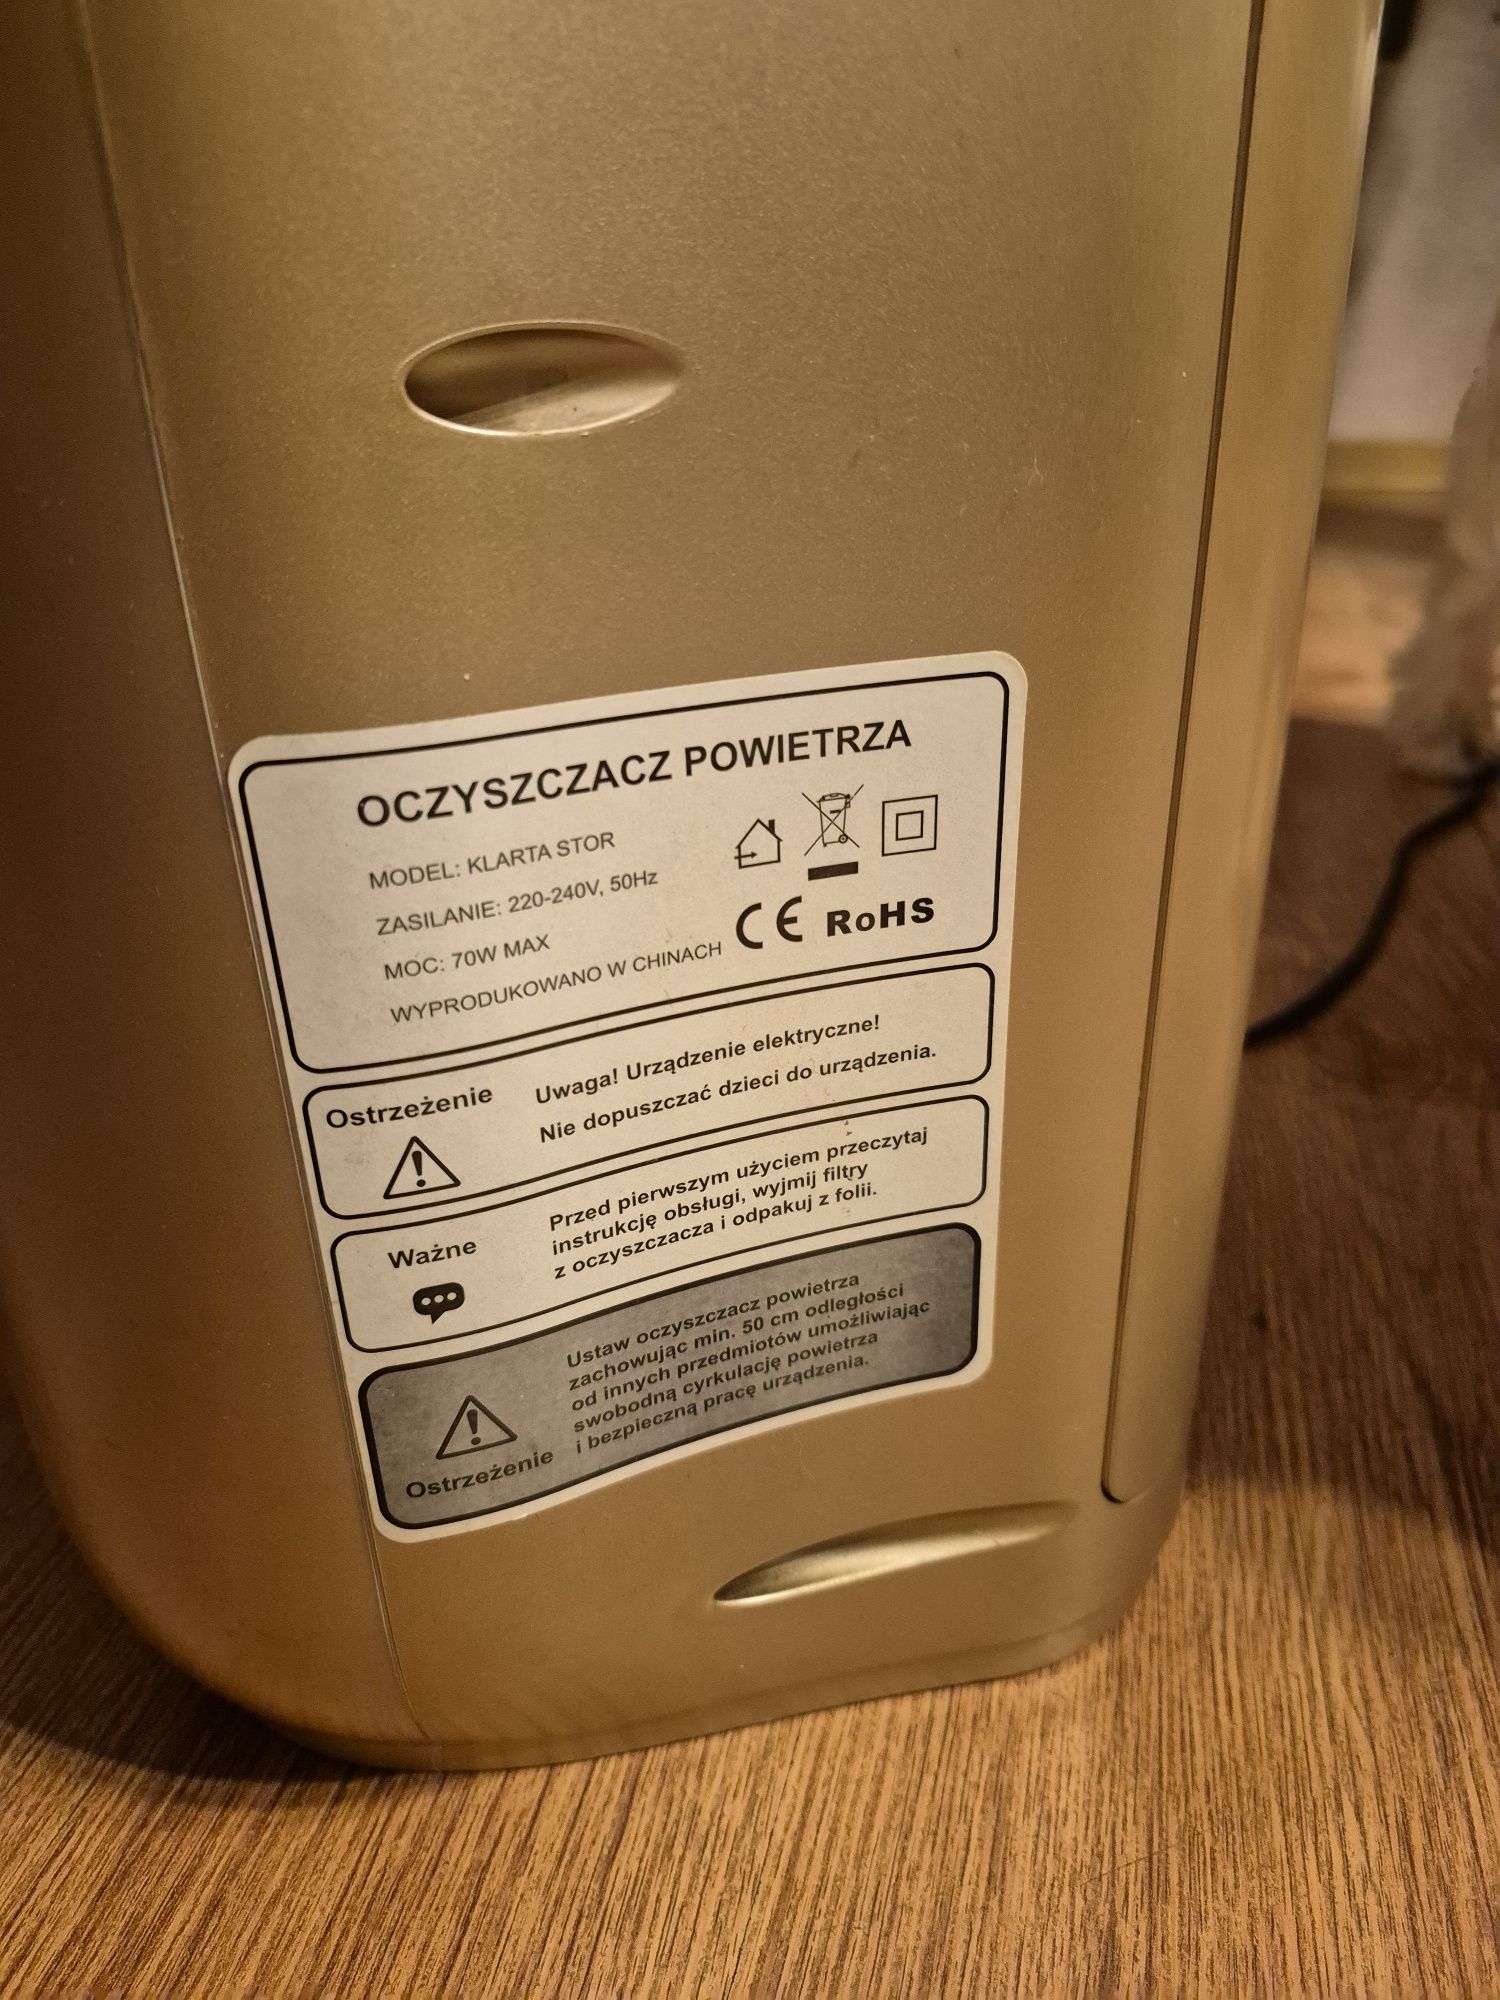 OCZYSZCZACZ POWIETRZA
MODEL: KLARTA STOR
ZASILANIE: 220-240V, 50Hz
MOC: 70W MAX
WYPRODUKOWANO W CHINACH
CE RoHS
Ostrzeżenie
Uwaga! Urządzenie elektryczne!
Nie dopuszczać dzieci do urządzenia.
Ważne
Przed pierwszym użyciem przeczytaj
instrukcję obsługi, wyjmij filtry
z oczyszczacza i odpakuj z folii.
Ostrzeżenie
Ustaw oczyszczacz powietrza
zachowując min. 50 cm odległości
od innych przedmiotów umożliwiając
swobodną cyrkulację powietrza
i bezpieczną pracę urządzenia.